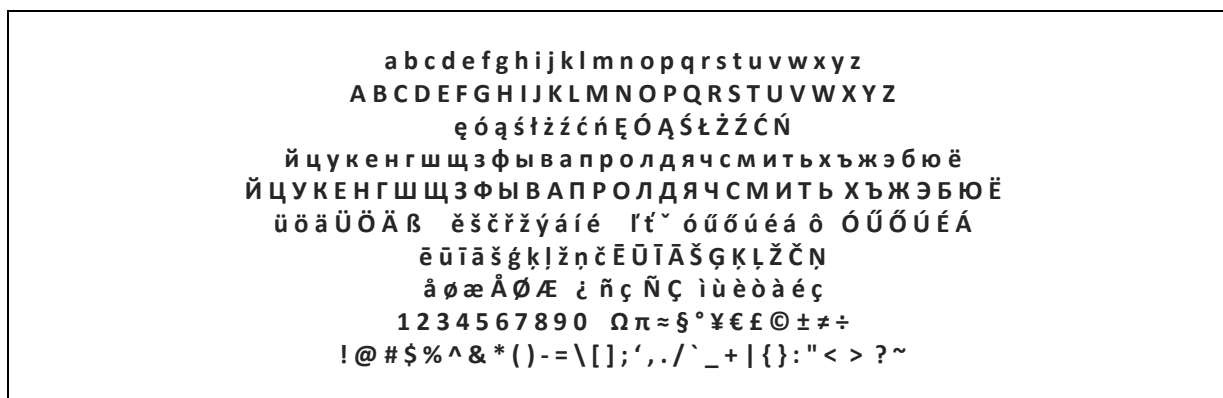 a b c d e f g h i j k l m n o p q r s t u v w x y z
A B C D E F G H I J K L M N O P Q R S T U V W X Y Z
ę ó ą ś ł ż ź ć ń Ę Ó Ą Ś Ł Ż Ź Ć Ń
й ц у к е н г ш щ з ф ы в а п р о л д я ч с м и т ь х ъ ж э б ю ё
Й Ц У К Е Н Г Ш Щ З Ф Ы В А П Р О Л Д Я Ч С М И Т Ь Х Ъ Ж Э Б Ю Ё
ü ö ä Ü Ö Ä ß ě š č ř ž ý á í é ľ ť ˇ ó ű ő ú é á ô Ó Ű Ő Ú É Á
ē ū ī ā š ģ ķ ļ ž ņ č Ē Ū Ī Ā Š Ģ Ķ Ļ Ž Č Ņ
å ø æ Å Ø Æ ¿ ñ ç Ñ Ç ì ù è ò à é ç
1 2 3 4 5 6 7 8 9 0 Ω π ≈ § ° ¥ € £ © ± ≠ ÷
! @ # $ % ^ & * ( ) - = \ [ ] ; ‘ , . / ` _ + | { } : " < > ? ~